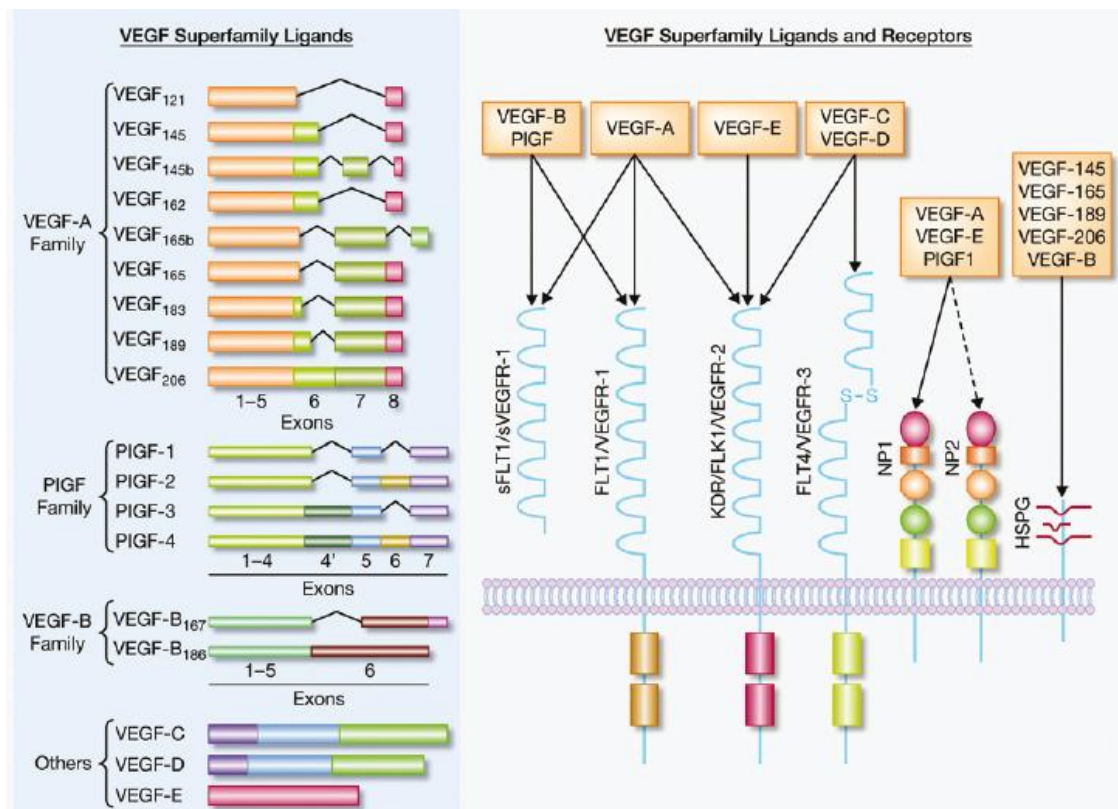 VEGF Superfamily Ligands
VEGF-A
Family
VEGF121
VEGF145
VEGF145b
VEGF162
VEGF165b
VEGF165
VEGF183
VEGF189
VEGF206
1–5 6 7 8
Exons
PIGF
Family
PIGF-1
PIGF-2
PIGF-3
PIGF-4
1–4 4' 5 6 7
Exons
VEGF-B
Family
VEGF-B167
VEGF-B186
1–5 6
Exons
Others
VEGF-C
VEGF-D
VEGF-E
VEGF Superfamily Ligands and Receptors
VEGF-B
PIGF
VEGF-A
VEGF-E
VEGF-C
VEGF-D
VEGF-A
VEGF-E
PIGF1
VEGF-145
VEGF-165
VEGF-189
VEGF-206
VEGF-B
sFLT1/sVEGFR-1
FLT1/VEGFR-1
KDR/FLK1/VEGFR-2
FLT4/VEGFR-3
S-S
NP1
NP2
HSPG